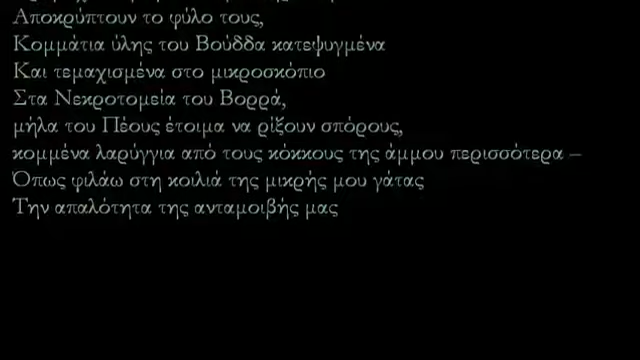 Αποκρύπτουν το φύλο τους,
Κομμάτια ύλης του Βούδδα κατεψυγμένα
Και τεμαχισμένα στο μικροσκόπιο
Στα Νεκροτομεία του Βορρά,
μήλα του Πέους έτοιμα να ρίξουν σπόρους,
κομμένα λαρύγγια από τους κόκκους της άμμου περισσότερα –
Όπως φιλάω στη κοιλιά της μικρής μου γάτας
Την απαλότητα της ανταμοιβής μας